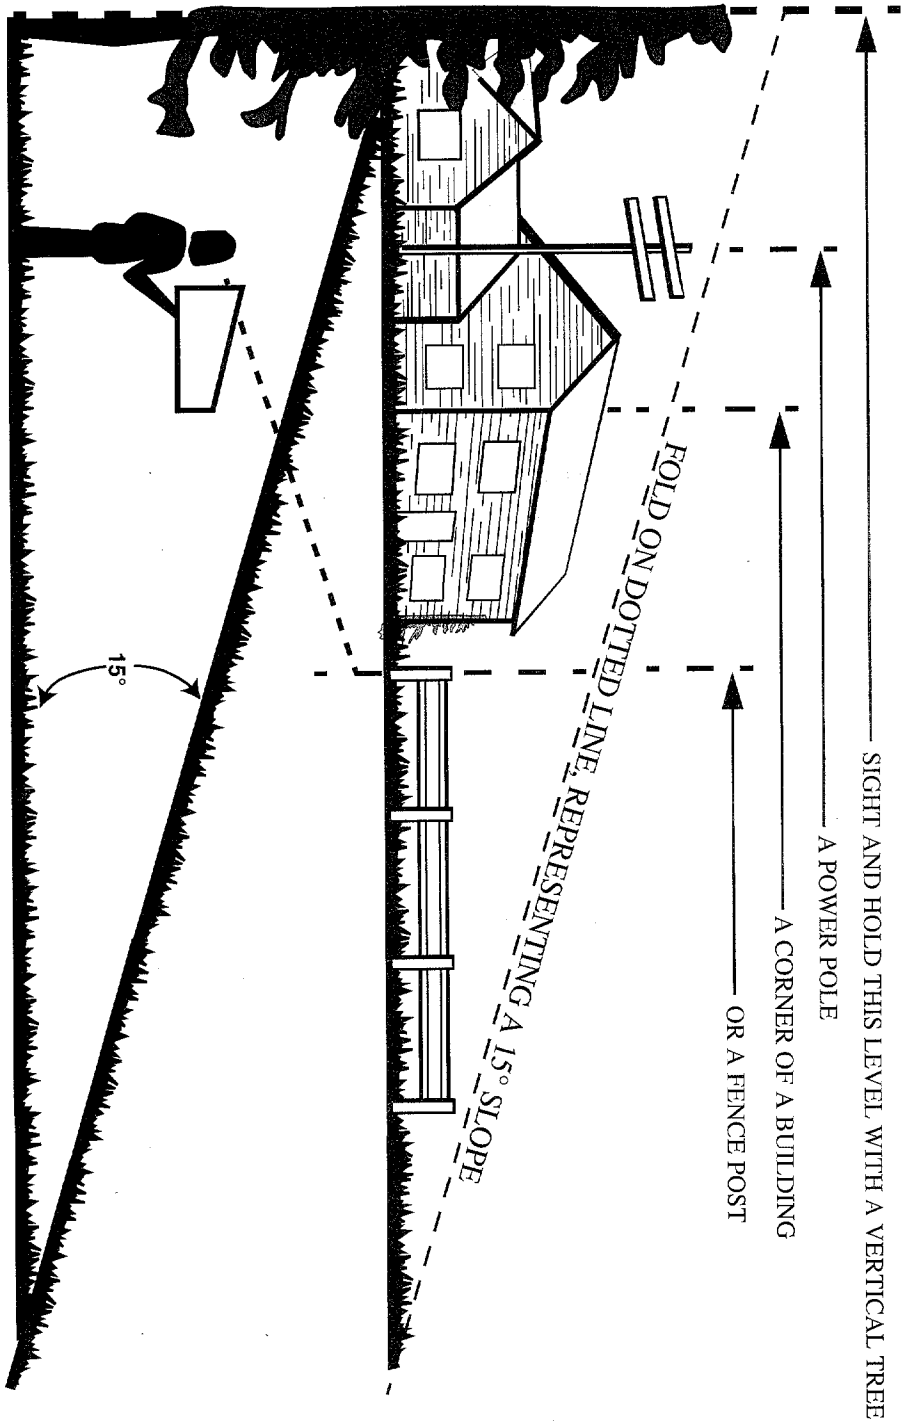 SIGHT AND HOLD THIS LEVEL WITH A VERTICAL TREE
A POWER POLE
A CORNER OF A BUILDING
OR A FENCE POST
FOLD ON DOTTED LINE, REPRESENTING A 15° SLOPE
15°